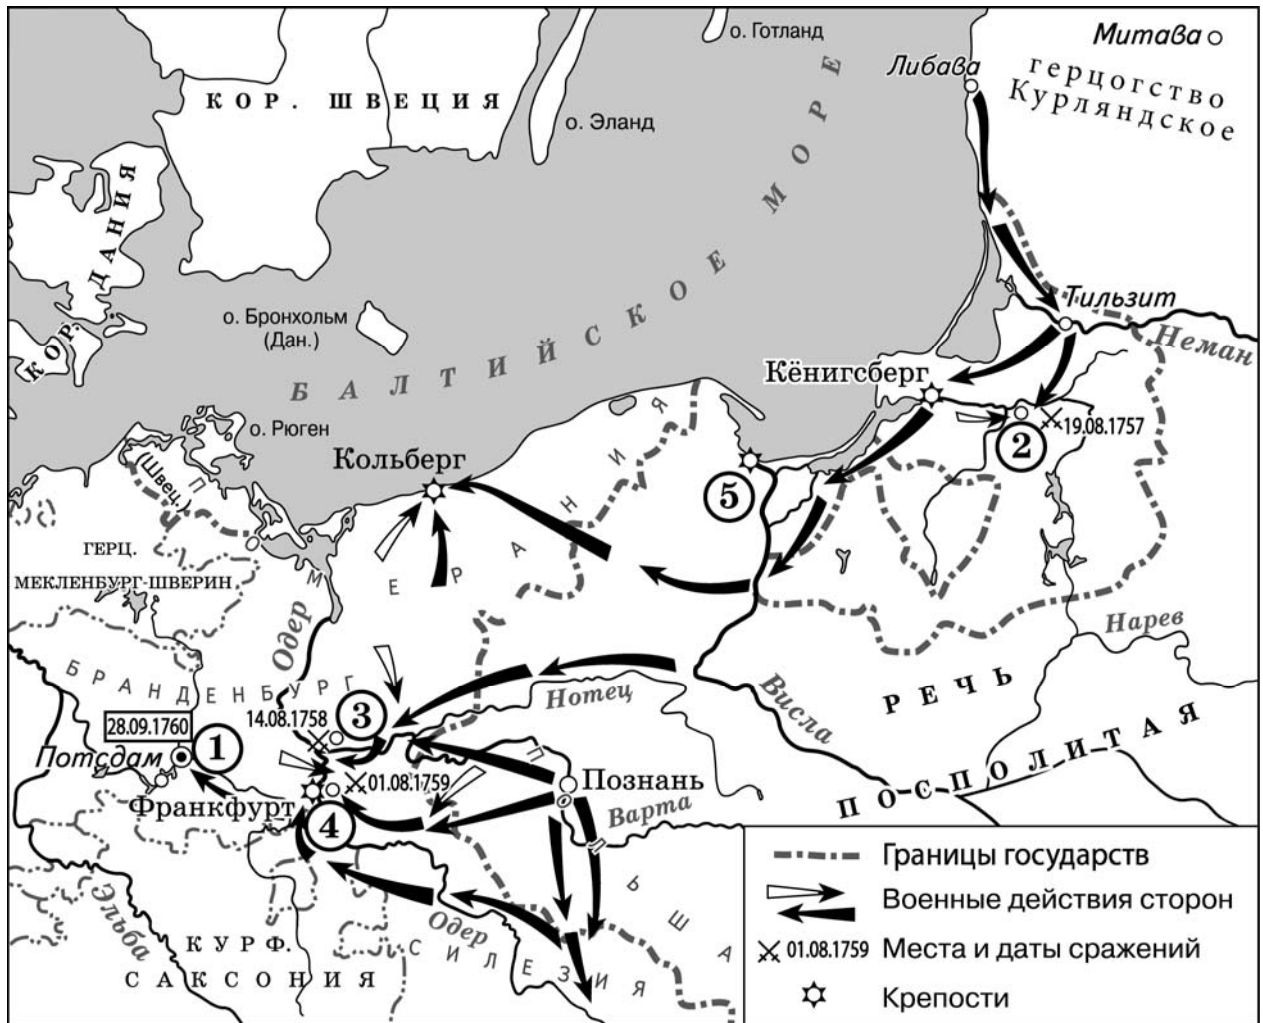 о. Готланд
Митава
Либава
герцогство
Курляндское
КОР. ШВЕЦИЯ
о. Эланд
КОР. ДАНИЯ
БАЛТИЙСКОЕ МОРЕ
о. Бронхольм
(Дан.)
Тильзит
Неман
Кёнигсберг
19.08.1757
2
о. Рюген
Кольберг
(Швец.)
ПОМЕРАНИЯ
5
ГЕРЦ.
МЕКЛЕНБУРГ-ШВЕРИН
Одер
Нарев
БРАНДЕНБУРГ
Нотец
Висла
РЕЧЬ
ПОСПОЛИТАЯ
28.09.1760
14.08.1758
3
Потсдам
1
01.08.1759
Познань
Варта
Франкфурт
4
ПОЛЬША
Эльба
Одер
КУРФ.
САКСОНИЯ
СИЛЕЗИЯ
Границы государств
Военные действия сторон
01.08.1759 Места и даты сражений
Крепости